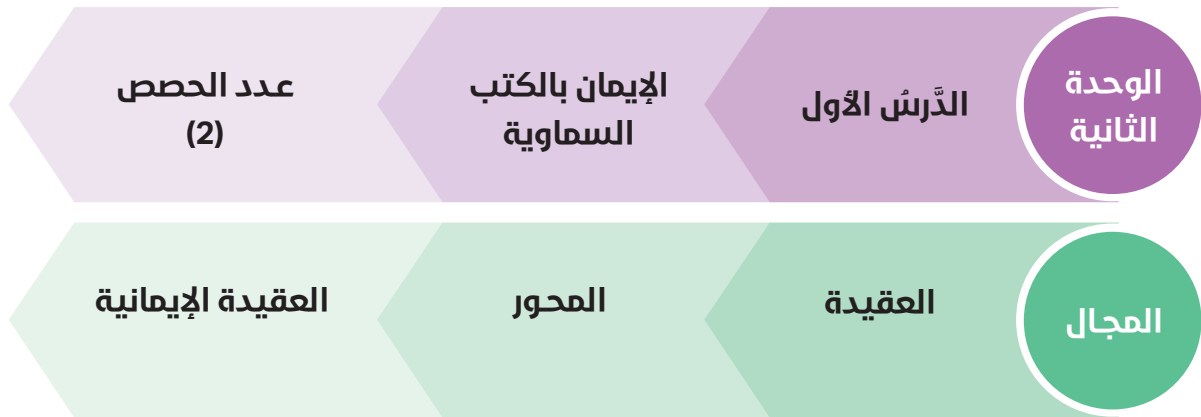 الوحدة
الثانية
الدَّرسُ الأول
الإيمان بالكتب
السماوية
عدد الحصص
(2)
المجال
العقيدة
المحور
العقيدة الإيمانية